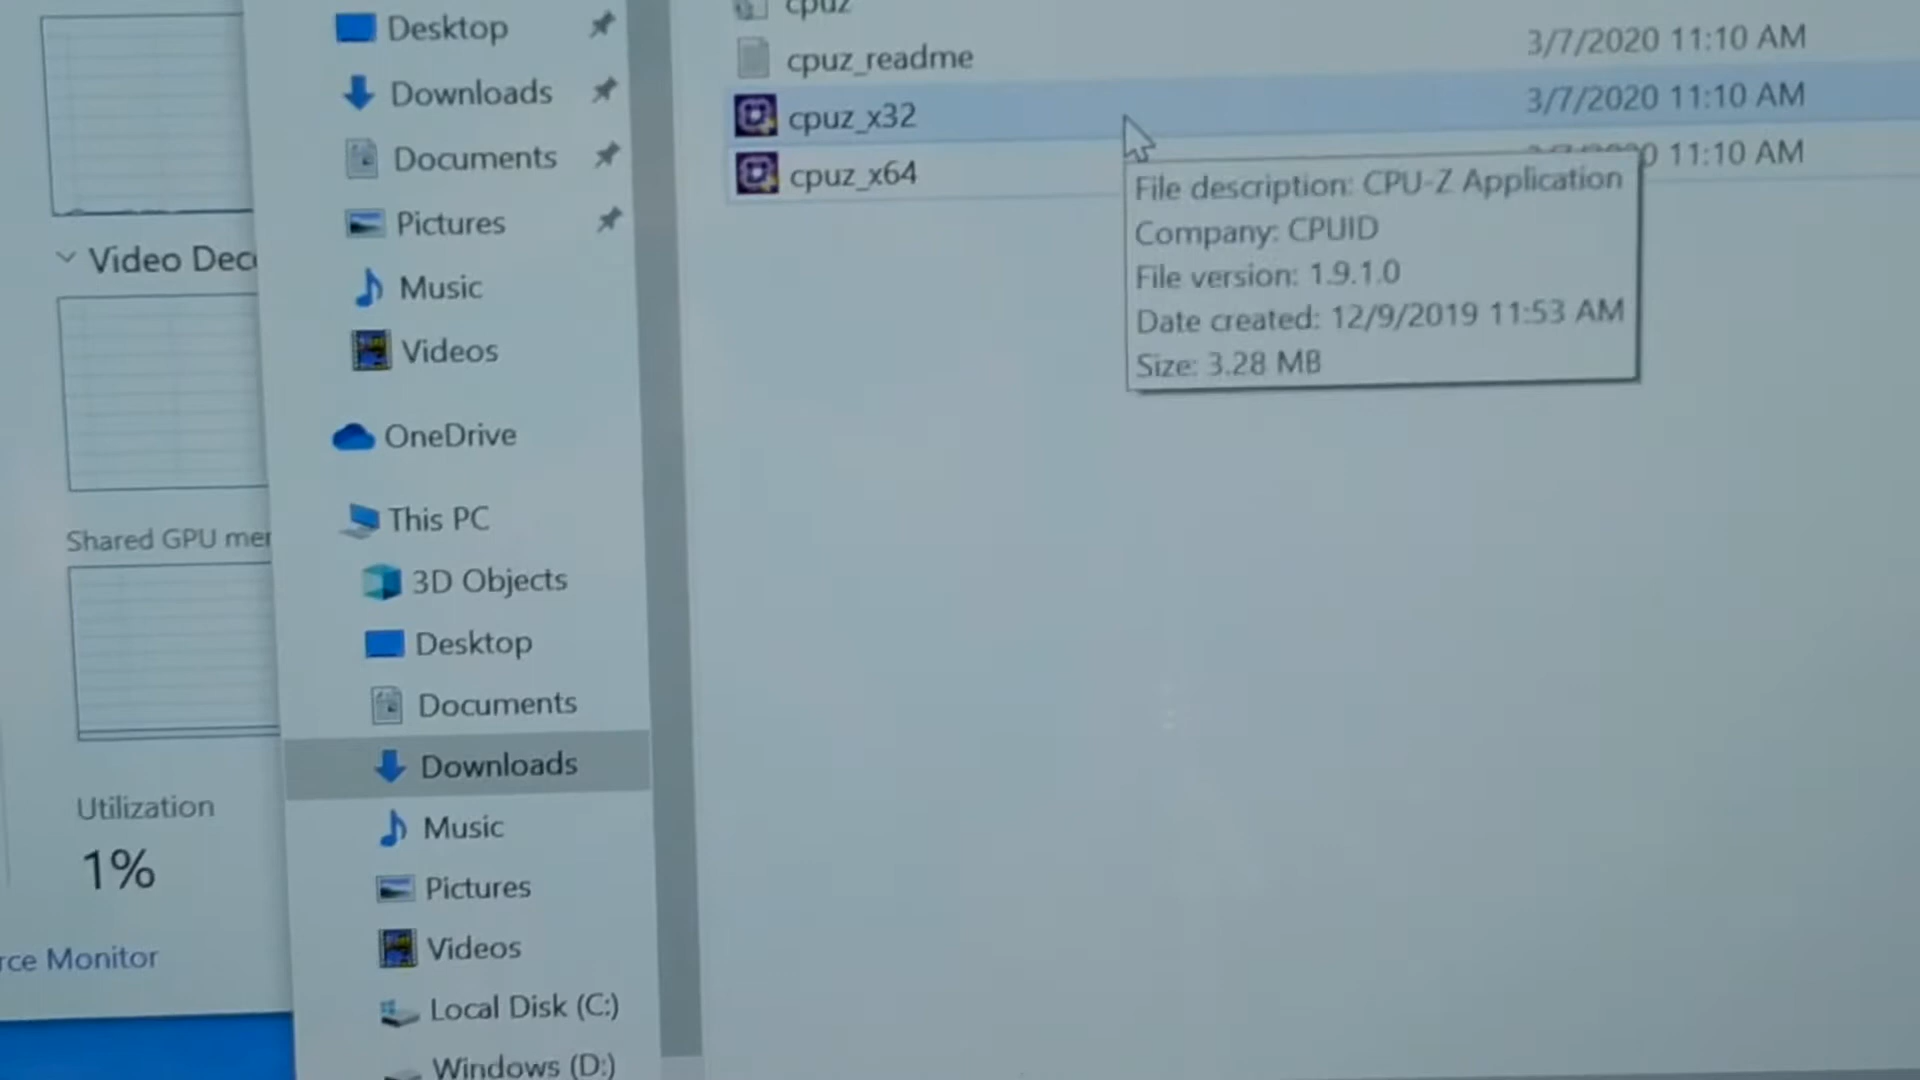 Video Dec
Shared GPU mer
Utilization
1%
rce Monitor
Desktop
Downloads
Documents
Pictures
Music
Videos
OneDrive
This PC
3D Objects
Desktop
Documents
Downloads
Music
Pictures
Videos
Local Disk (C:)
Windows (D:)
cpuz
cpuz_readme 3/7/2020 11:10 AM
cpuz_x32 3/7/2020 11:10 AM
cpuz_x64 0 11:10 AM
File description: CPU-Z Application
Company: CPUID
File version: 1.9.1.0
Date created: 12/9/2019 11:53 AM
Size: 3.28 MB